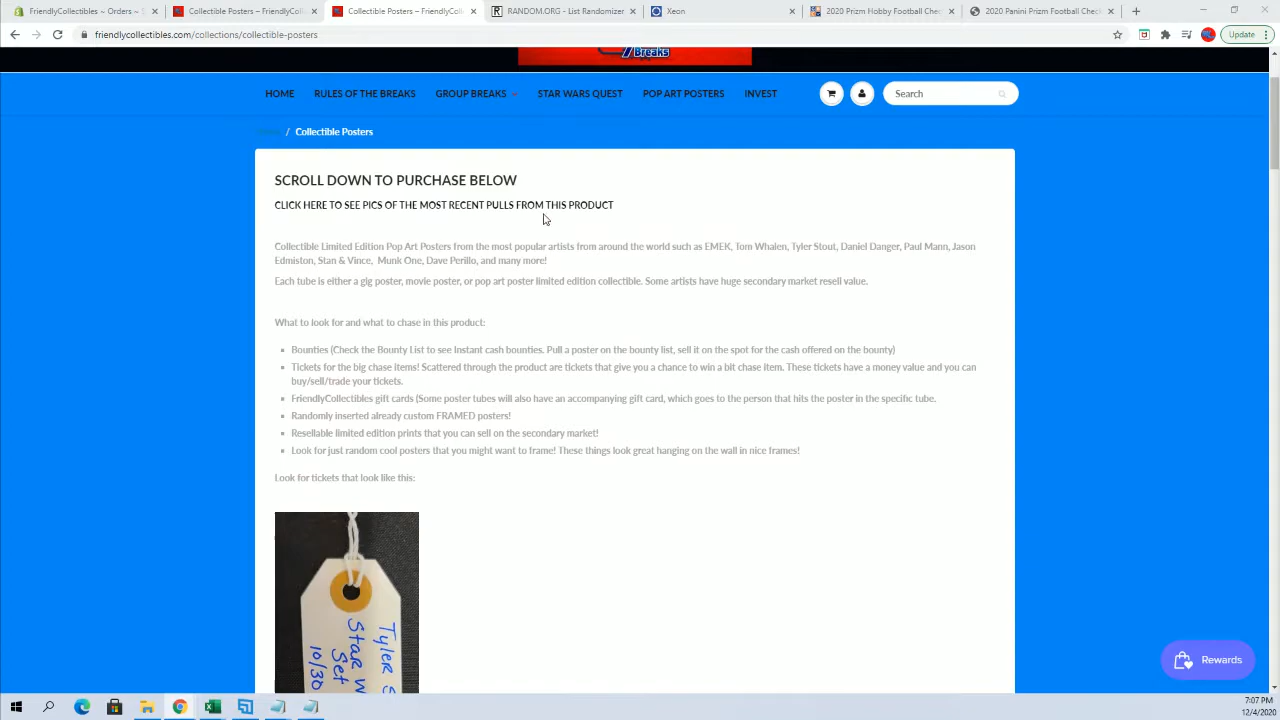 FriendlyCollectibles ~ Orders ~ S
Collectible Posters – FriendlyColl
Collectible Posters – FriendlyColl
RANDOM.ORG - List Randomizer
Xeon
2020 Prizm Hobby Football Chec
2020 Panini Prizm Football Check
friendlycollectibles.com/collections/collectible-posters
Update
Breaks
HOME
RULES OF THE BREAKS
GROUP BREAKS
STAR WARS QUEST
POP ART POSTERS
INVEST
Search
Home / Collectible Posters
SCROLL DOWN TO PURCHASE BELOW
CLICK HERE TO SEE PICS OF THE MOST RECENT PULLS FROM THIS PRODUCT
Collectible Limited Edition Pop Art Posters from the most popular artists from around the world such as EMEK, Tom Whalen, Tyler Stout, Daniel Danger, Paul Mann, Jason
Edmiston, Stan & Vince, Munk One, Dave Perillo, and many more!
Each tube is either a gig poster, movie poster, or pop art poster limited edition collectible. Some artists have huge secondary market resell value.
What to look for and what to chase in this product:
Bounties (Check the Bounty List to see Instant cash bounties. Pull a poster on the bounty list, sell it on the spot for the cash offered on the bounty)
Tickets for the big chase items! Scattered through the product are tickets that give you a chance to win a bit chase item. These tickets have a money value and you can
buy/sell/trade your tickets.
FriendlyCollectibles gift cards (Some poster tubes will also have an accompanying gift card, which goes to the person that hits the poster in the specific tube.
Randomly inserted already custom FRAMED posters!
Resellable limited edition prints that you can sell on the secondary market!
Look for just random cool posters that you might want to frame! These things look great hanging on the wall in nice frames!
Look for tickets that look like this:
Tyler S
Star W
Set
10/30
Rewards
7:07 PM
12/4/2020